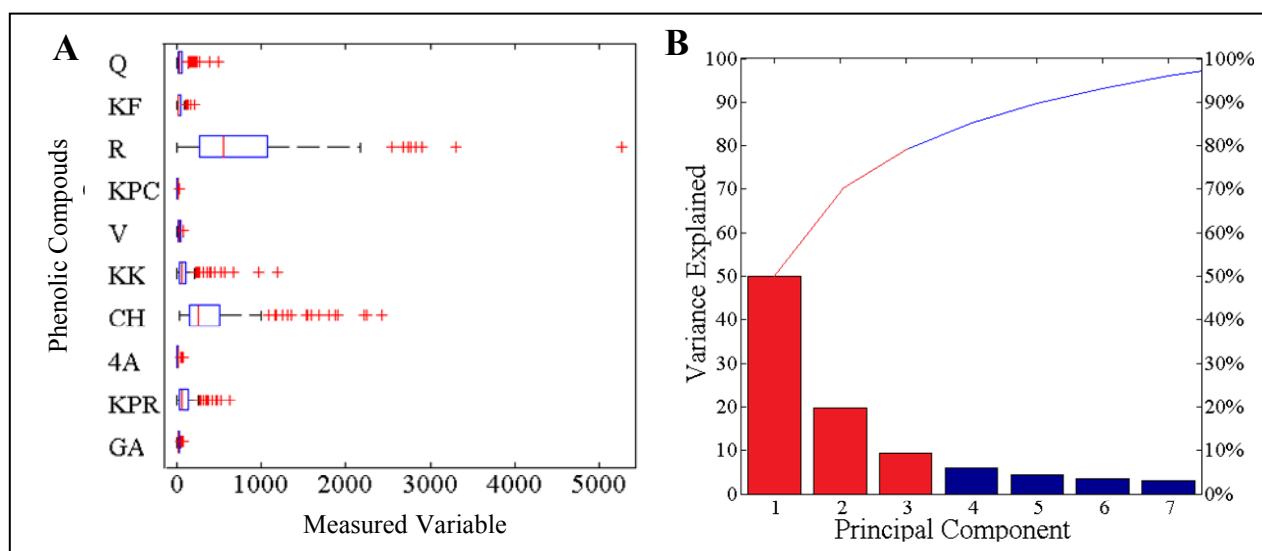 A
Phenolic Compouds
Q
KF
R
KPC
V
KK
CH
4A
KPR
GA
0 1000 2000 3000 4000 5000
Measured Variable
B
Variance Explained
100
90
80
70
60
50
40
30
20
10
0
100%
90%
80%
70%
60%
50%
40%
30%
20%
10%
0%
1 2 3 4 5 6 7
Principal Component